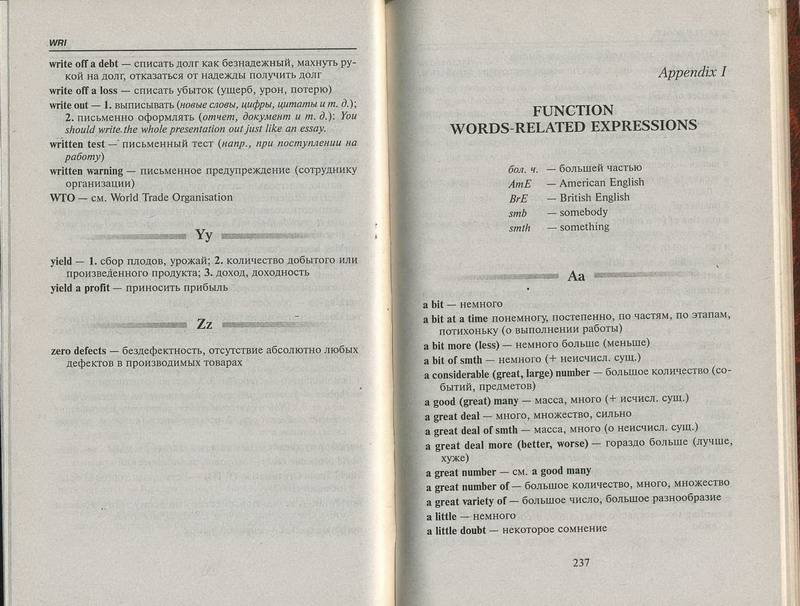 WRI
write off a debt — списать долг как безнадежный, махнуть ру-
кой на долг, отказаться от надежды получить долг
write off a loss — списать убыток (ущерб, урон, потерю)
write out — 1. выписывать (новые словы, цифры, цитаты и т. д.);
2. письменно оформлять (отчет, документ и т. д.); You
should write.the whole presentation out just like an essay.
written test — письменный тест (напр., при поступлении на
работу)
written warning — письменное предупреждение (сотруднику
организации)
WTO — см. World Trade Organisation
Yy
yield — 1. сбор плодов, урожай; 2. количество добытого или
произведенного продукта; 3. доход, доходность
yield a profit — приносить прибыль
Zz
zero defects — бездефектность, отсутствие абсолютно любых
дефектов в производимых товарах
Appendix I
FUNCTION
WORDS-RELATED EXPRESSIONS
бол. ч. — большей частью
AmE — American English
BrE — British English
smb — somebody
smth — something
Aa
a bit — немного
a bit at a time понемногу, постепенно, по частям, по этапам,
потихоньку (о выполнении работы)
a bit more (less) — немного больше (меньше)
a bit of smth — немного (+ неисчисл. сущ.)
a considerable (great, large) number — большое количество (со-
бытий, предметов)
a good (great) many — масса, много (+ исчисл. сущ.)
a great deal — много, множество, сильно
a great deal of smth — масса, много (о неисчисл. сущ.)
a great deal more (better, worse) — гораздо больше (лучше,
хуже)
a great number — см. a good many
a great number of — большое количество, много, множество
a great variety of — большое число, большое разнообразие
a little — немного
a little doubt — некоторое сомнение
237